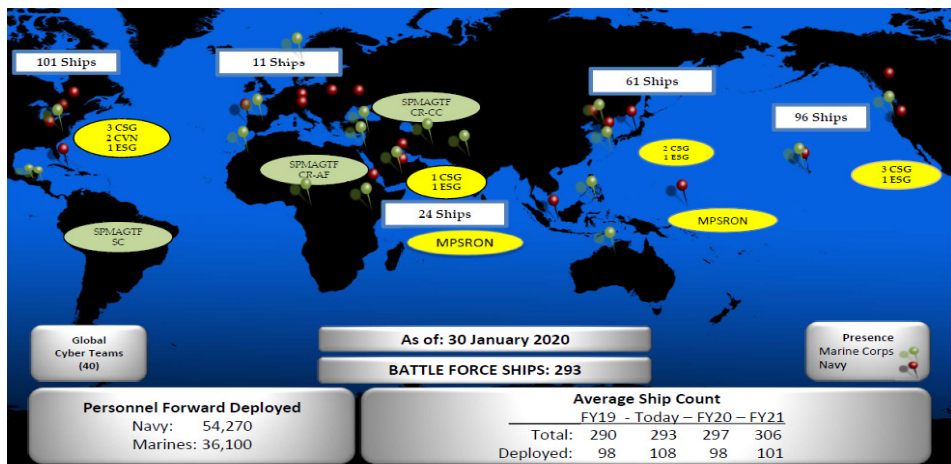 101 Ships
11 Ships
61 Ships
96 Ships
SPMAGTF
CR-CC
3 CSG
2 CVN
1 ESG
2 CSG
1 ESG
SPMAGTF
CR-AF
1 CSG
1 ESG
3 CSG
1 ESG
24 Ships
MPSRON
SPMAGTF
SC
MPSRON
Global
Cyber Teams
(40)
As of: 30 January 2020
BATTLE FORCE SHIPS: 293
Presence
Marine Corps
Navy
Personnel Forward Deployed
Navy: 54,270
Marines: 36,100
Average Ship Count
FY19 - Today – FY20 – FY21
Total: 290 293 297 306
Deployed: 98 108 98 101